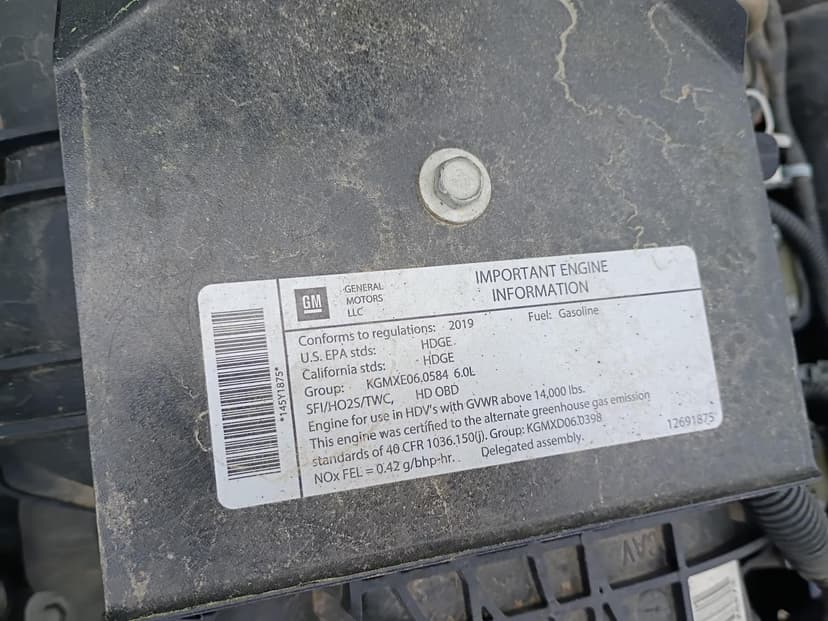 GM
GENERAL
MOTORS
LLC
IMPORTANT ENGINE
INFORMATION
Conforms to regulations: 2019 Fuel: Gasoline
U.S. EPA stds: HDGE
California stds: HDGE
Group: KGMXE06.0584 6.0L
SFI/HO2S/TWC, HD OBD
Engine for use in HDV's with GVWR above 14,000 lbs.
This engine was certified to the alternate greenhouse gas emission
standards of 40 CFR 1036.150(j). Group: KGMXD06.0398
NOx FEL = 0.42 g/bhp-hr. Delegated assembly.
12691875
*145Y1875*
CAV